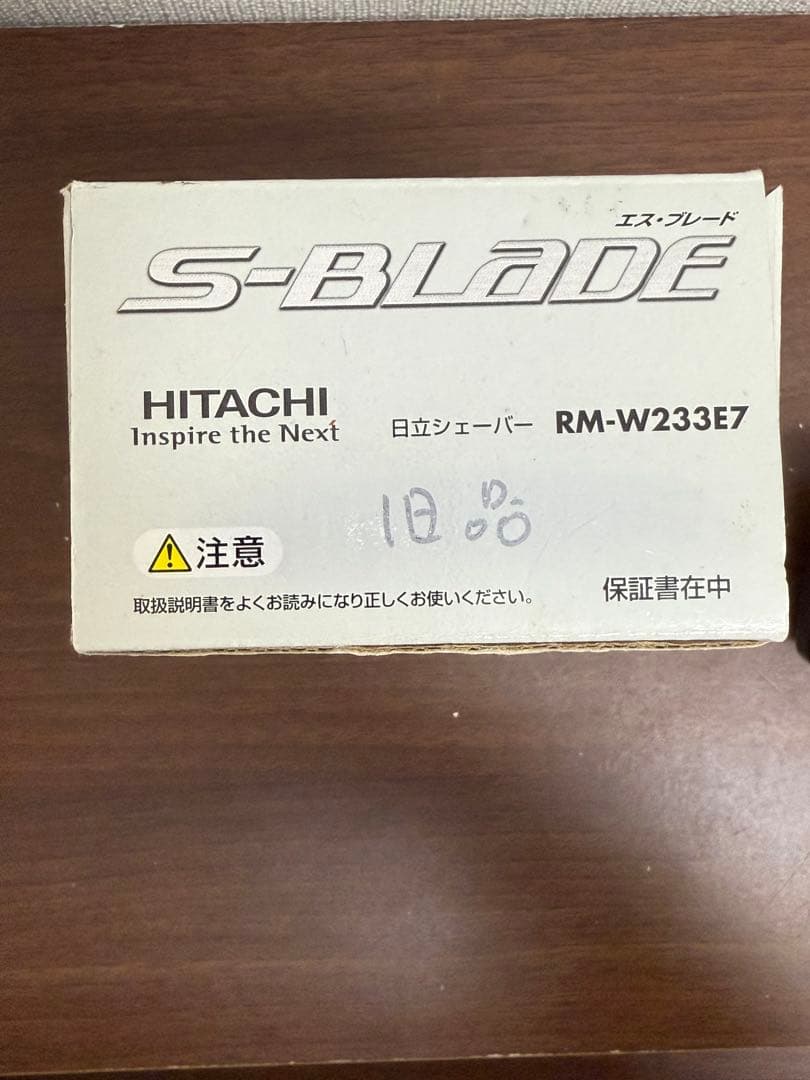 エス・ブレード
S-BLADE
HITACHI
Inspire the Next
日立シェーバー RM-W233E7
旧品
注意
取扱説明書をよくお読みになり正しくお使いください。
保証書在中